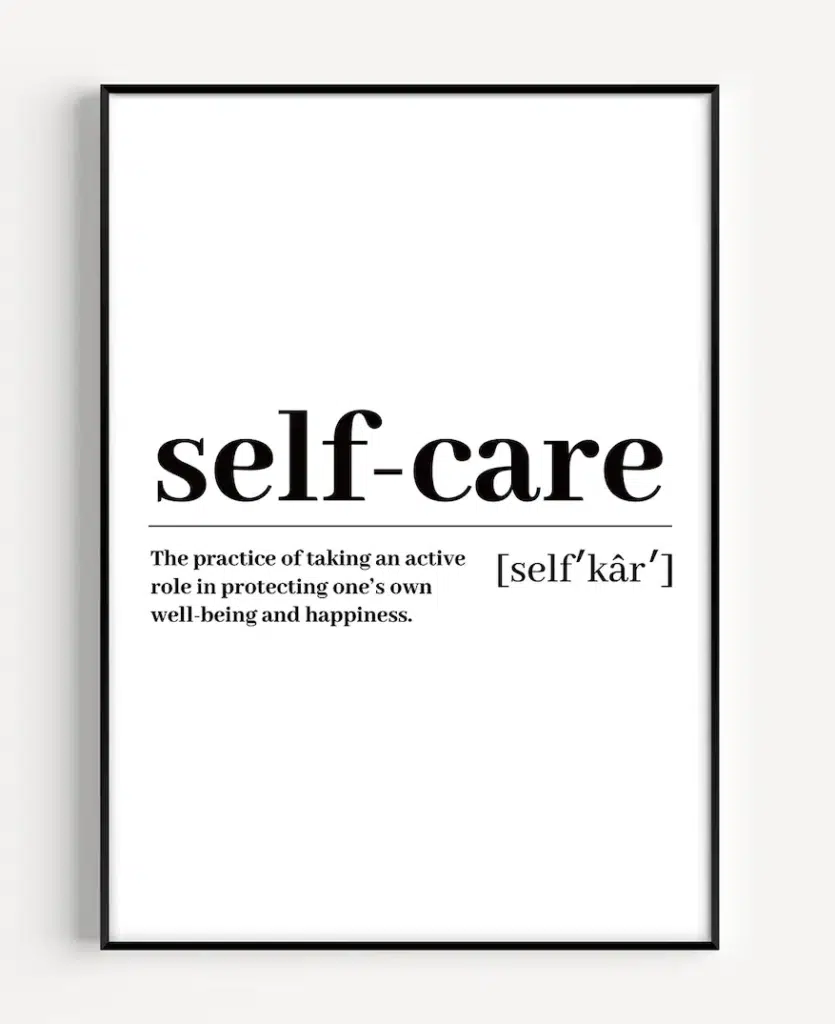 self-care
The practice of taking an active
role in protecting one’s own
well-being and happiness.
[self′kâr′]